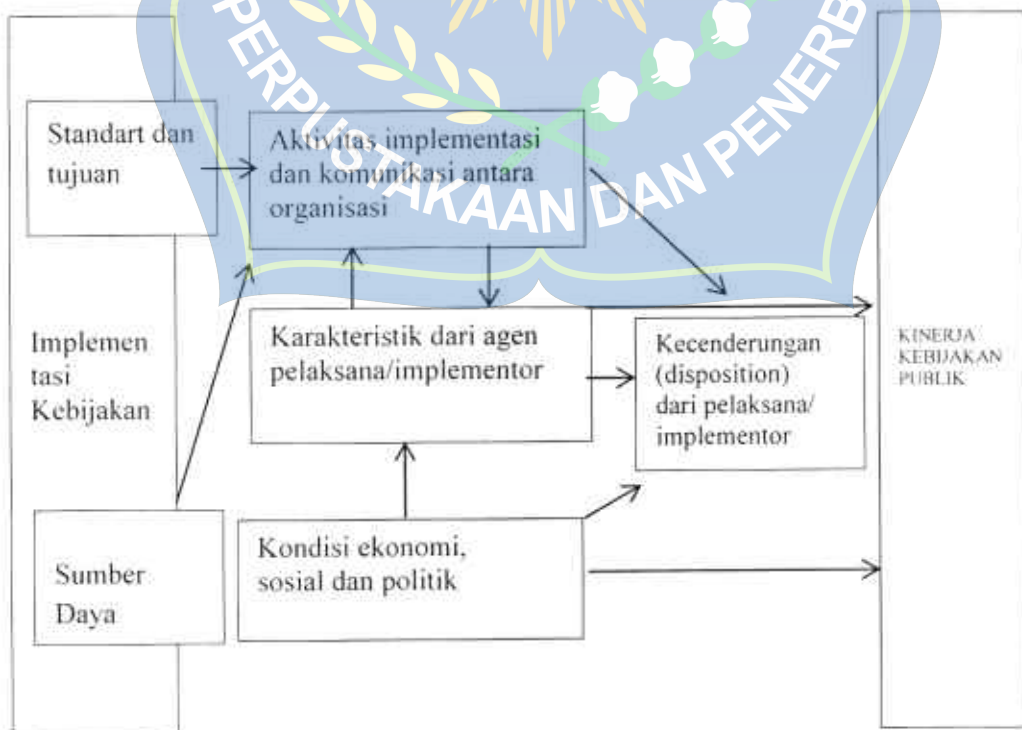 PERPUSTAKAAN DAN PENERB
Standart dan
tujuan
Aktivitas implementasi
dan komunikasi antara
organisasi
Implemen
tasi
Kebijakan
Karakteristik dari agen
pelaksana/implementor
Kecenderungan
(disposition)
dari pelaksana/
implementor
KINERJA
KEBIJAKAN
PUBLIK
Sumber
Daya
Kondisi ekonomi,
sosial dan politik